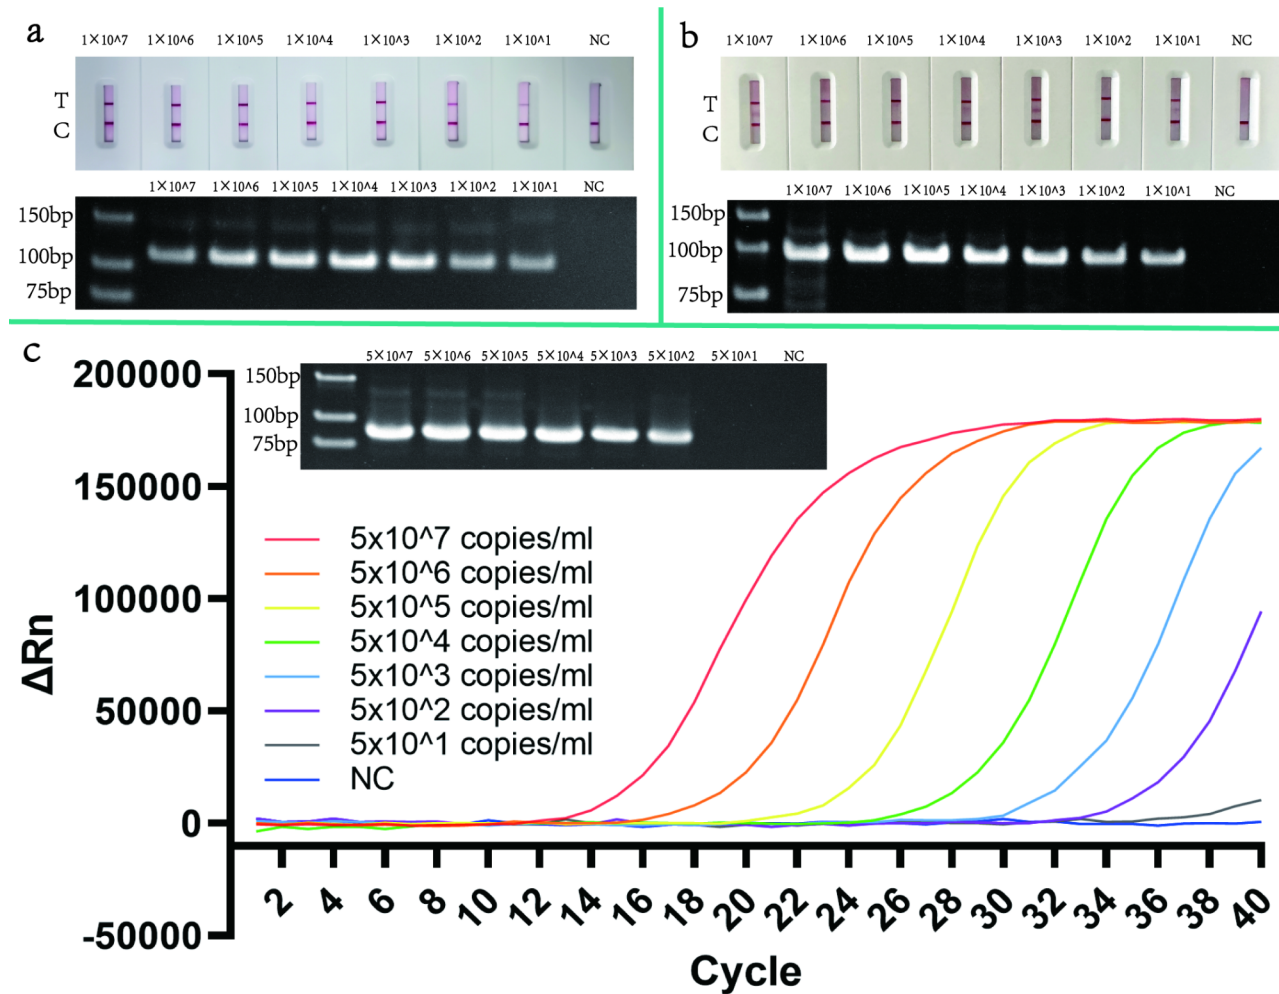 a
1×10^7 1×10^6 1×10^5 1×10^4 1×10^3 1×10^2 1×10^1 NC
T
C
1×10^7 1×10^6 1×10^5 1×10^4 1×10^3 1×10^2 1×10^1 NC
150bp
100bp
75bp
b
1×10^7 1×10^6 1×10^5 1×10^4 1×10^3 1×10^2 1×10^1 NC
T
C
1×10^7 1×10^6 1×10^5 1×10^4 1×10^3 1×10^2 1×10^1 NC
150bp
100bp
75bp
c
5×10^7 5×10^6 5×10^5 5×10^4 5×10^3 5×10^2 5×10^1 NC
150bp
100bp
75bp
200000
150000
100000
50000
0
-50000
ΔRn
5x10^7 copies/ml
5x10^6 copies/ml
5x10^5 copies/ml
5x10^4 copies/ml
5x10^3 copies/ml
5x10^2 copies/ml
5x10^1 copies/ml
NC
2 4 6 8 10 12 14 16 18 20 22 24 26 28 30 32 34 36 38 40
Cycle